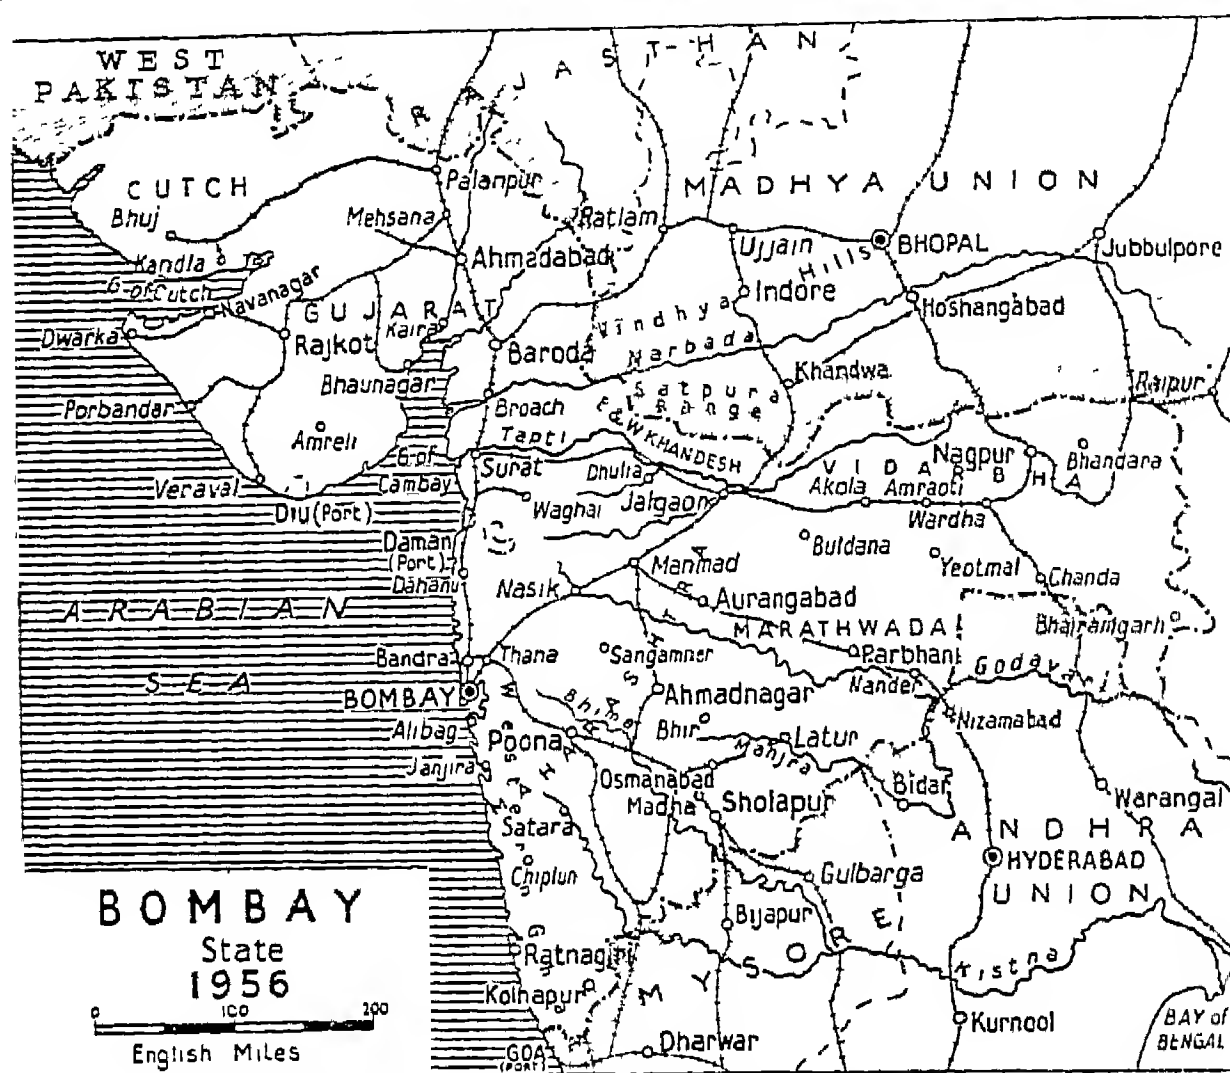 WEST
PAKISTAN
RAJASTHAN
CUTCH
Bhuj
Palanpur
MADHYA UNION
Mehsana
Ratlam
Ujjain
BHOPAL
Jubbulpore
Kandla
Ahmadabad
Hills
G-of-Cutch
Navanagar
Indore
Hoshangabad
GUJARAT
Vindhya
Dwarka
Rajkot
Kaira
Baroda
Narbada
Bhaunagar
Khandwa
Satpura
Range
Raipur
Porbandar
Broach
E & W KHANDESH
Amreli
Tapti
G-of
Cambay
Surat
Dhulia
VIDARBHA
Nagpur
Bhandara
Veraval
Waghai
Jalgaon
Akola
Amraoti
Wardha
DIU (Port)
Daman
(Port)
Dahanu
Buldana
Yeotmal
Chanda
Manmad
Nasik
Aurangabad
ARABIAN
SEA
MARATHWADA
Bhairamgarh
Bandra
Thana
Sangamner
Parbhani
Godavari
BOMBAY
Bhima
Ahmadnagar
Nander
Nizamabad
Alibag
Poona
Bhir
Latur
Manjra
Janjira
Osmanabad
Madha
Sholapur
Bidar
Warangal
MAHARASHTRA
Western Gh
Satara
ANDHRA
UNION
HYDERABAD
Chiplun
Gulbarga
Bijapur
Ratnagiri
MYSORE
Kistna
Kolhapur
Kurnool
BAY of
BENGAL
GOA
(PORT)
Dharwar
BOMBAY
State
1956
0 100 200
English Miles